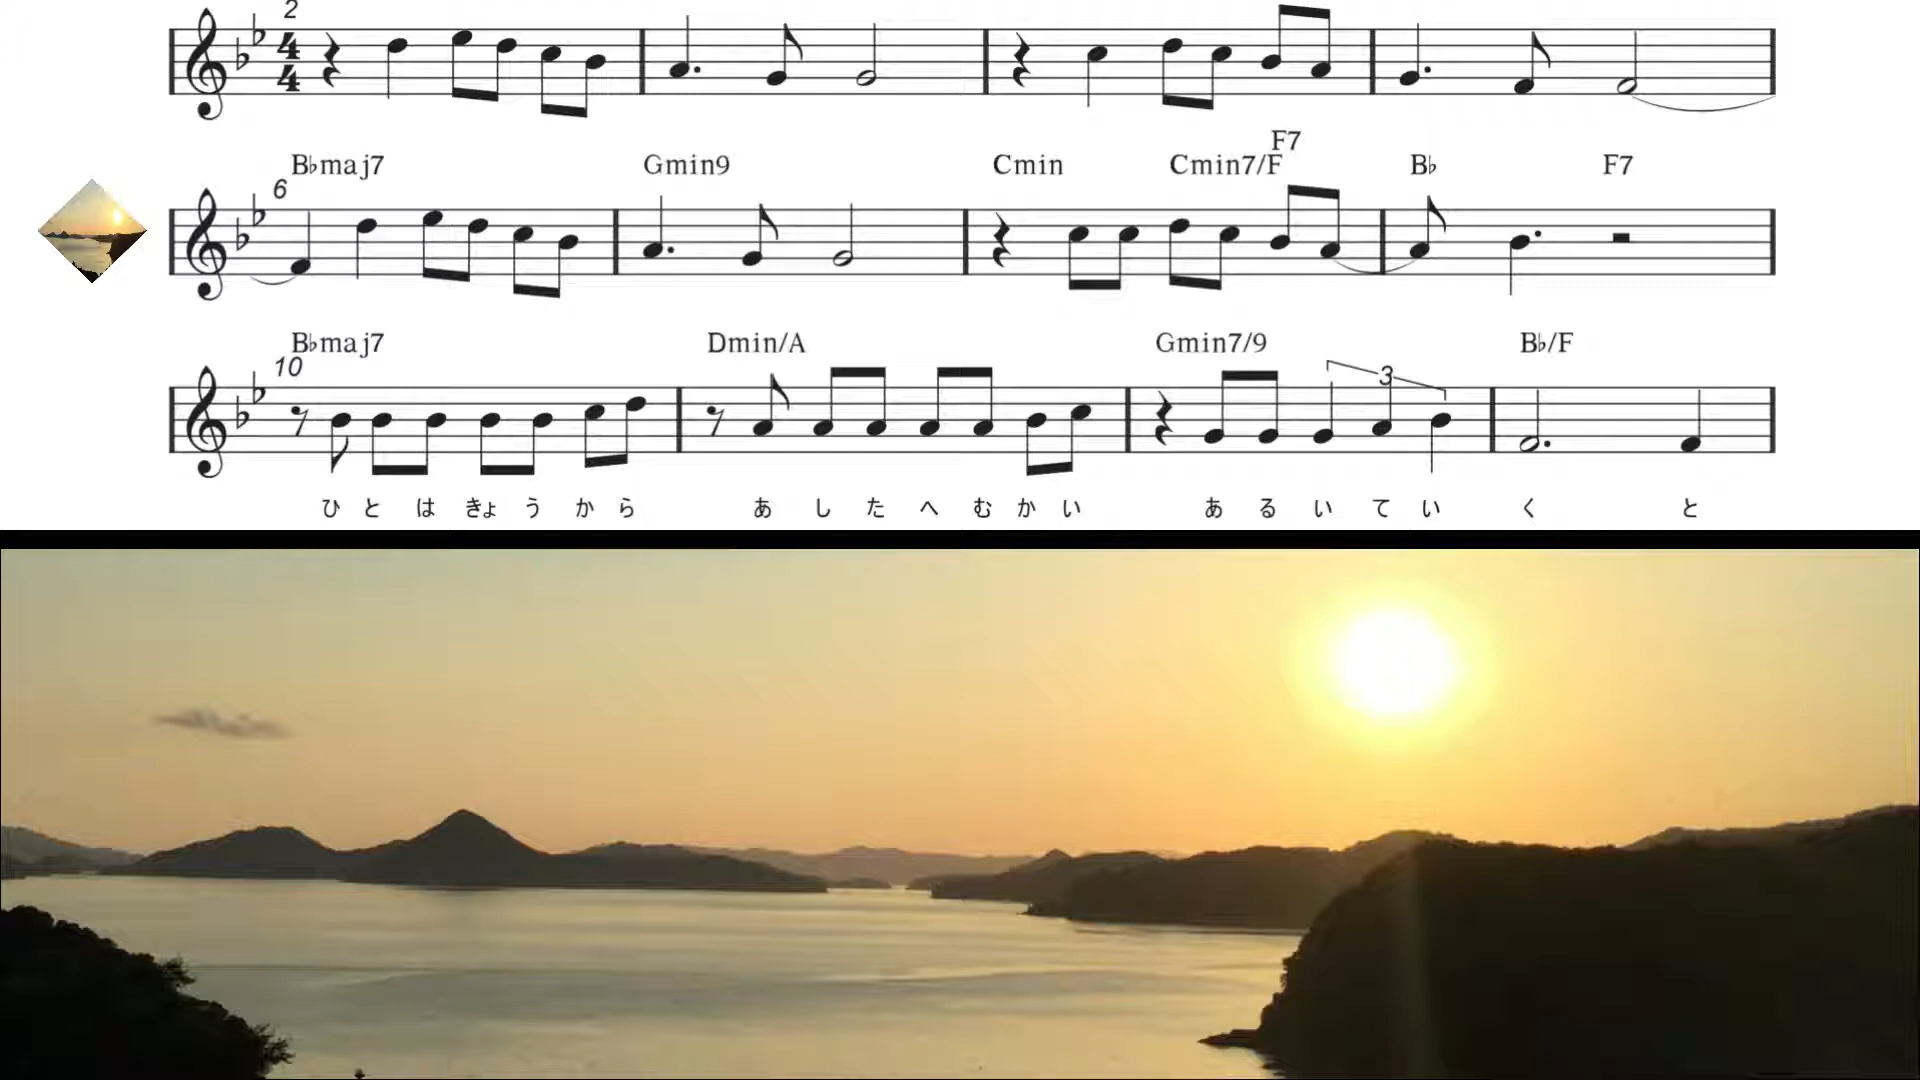 2
4
4
B♭maj7 Gmin9 Cmin Cmin7/F F7 B♭ F7
6
B♭maj7 Dmin/A Gmin7/9 B♭/F
10
3
ひ と は きょ う か ら あ し た へ む か い あ る い て い く と